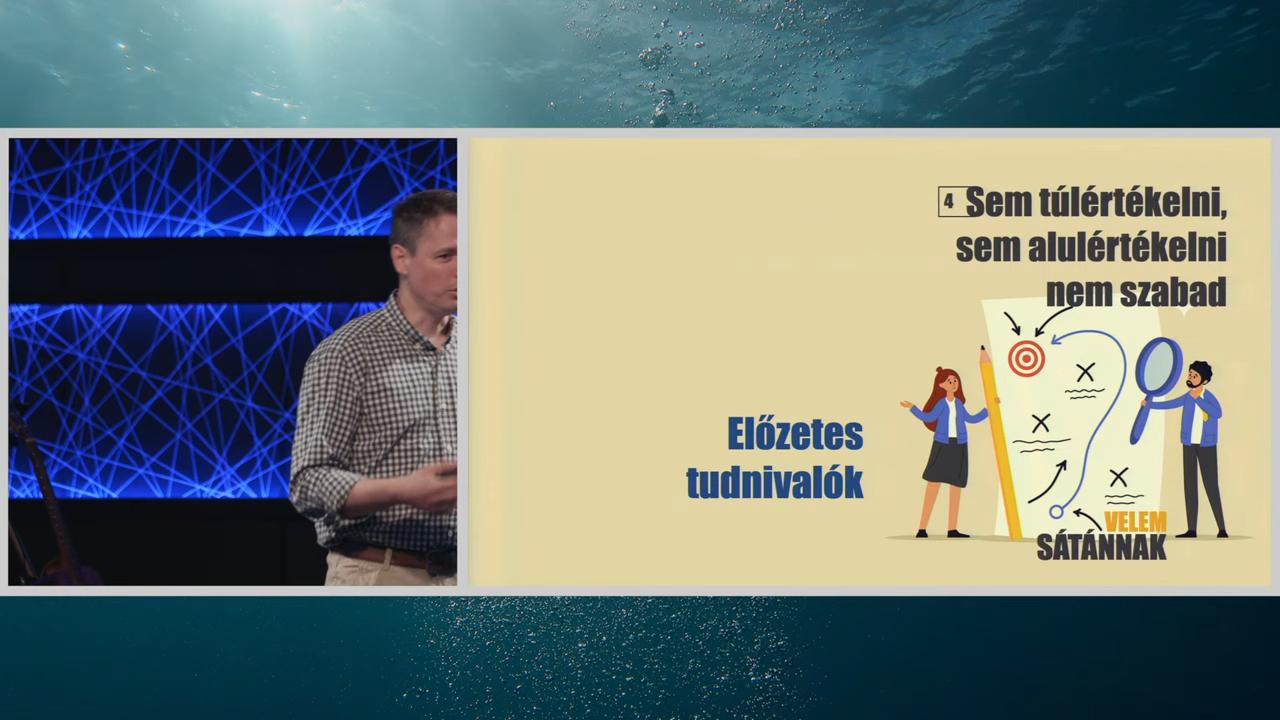 4 Sem túlértékelni,
sem alulértékelni
nem szabad
Előzetes
tudnivalók
VELEM
SÁTÁNNAK